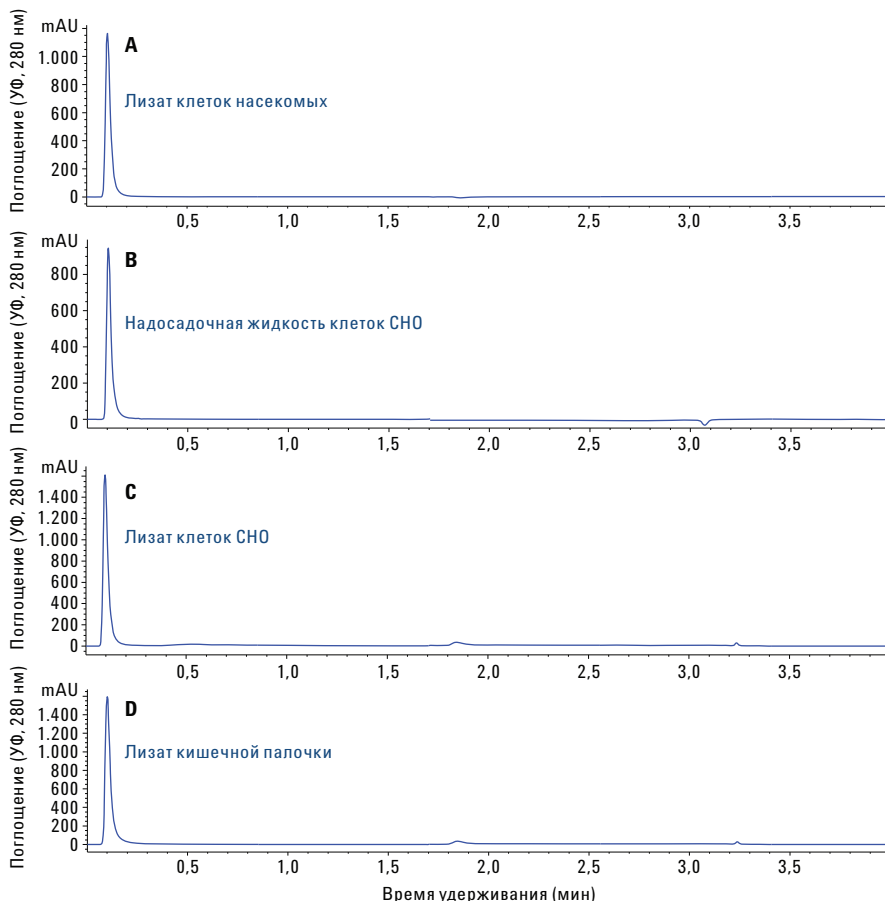 mAU
A
1.000
800
600
400
200
0
Лизат клеток насекомых
Поглощение (УФ, 280 нм)
0,5 1,0 1,5 2,0 2,5 3,0 3,5
mAU
B
800
600
400
200
0
Надосадочная жидкость клеток CHO
Поглощение (УФ, 280 нм)
0,5 1,0 1,5 2,0 2,5 3,0 3,5
mAU
C
1.400
1.200
1.000
800
600
400
200
0
Лизат клеток CHO
Поглощение (УФ, 280 нм)
0,5 1,0 1,5 2,0 2,5 3,0 3,5
mAU
D
1.400
1.200
1.000
800
600
400
200
0
Лизат кишечной палочки
Поглощение (УФ, 280 нм)
0,5 1,0 1,5 2,0 2,5 3,0 3,5
Время удерживания (мин)